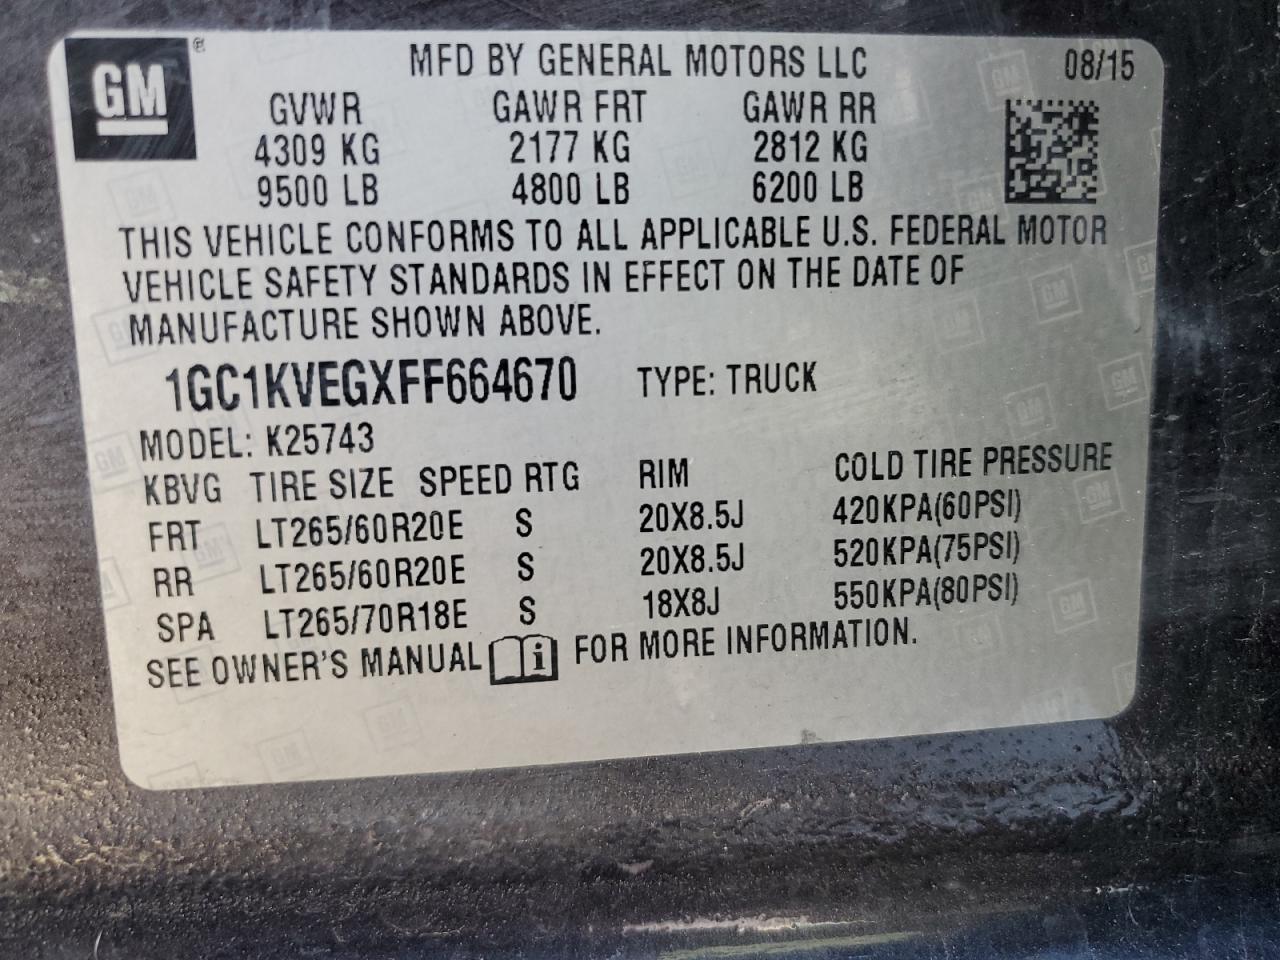 GM ®
MFD BY GENERAL MOTORS LLC 08/15
GVWR GAWR FRT GAWR RR
4309 KG 2177 KG 2812 KG
9500 LB 4800 LB 6200 LB
THIS VEHICLE CONFORMS TO ALL APPLICABLE U.S. FEDERAL MOTOR
VEHICLE SAFETY STANDARDS IN EFFECT ON THE DATE OF
MANUFACTURE SHOWN ABOVE.
1GC1KVEGXFF664670 TYPE: TRUCK
MODEL: K25743
KBVG TIRE SIZE SPEED RTG RIM COLD TIRE PRESSURE
FRT LT265/60R20E S 20X8.5J 420KPA(60PSI)
RR LT265/60R20E S 20X8.5J 520KPA(75PSI)
SPA LT265/70R18E S 18X8J 550KPA(80PSI)
SEE OWNER'S MANUAL i FOR MORE INFORMATION.